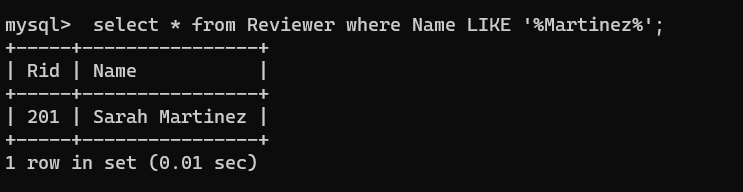 mysql>  select * from Reviewer where Name LIKE '%Martinez%';
+-----+----------------+
| Rid | Name           |
+-----+----------------+
| 201 | Sarah Martinez |
+-----+----------------+
1 row in set (0.01 sec)